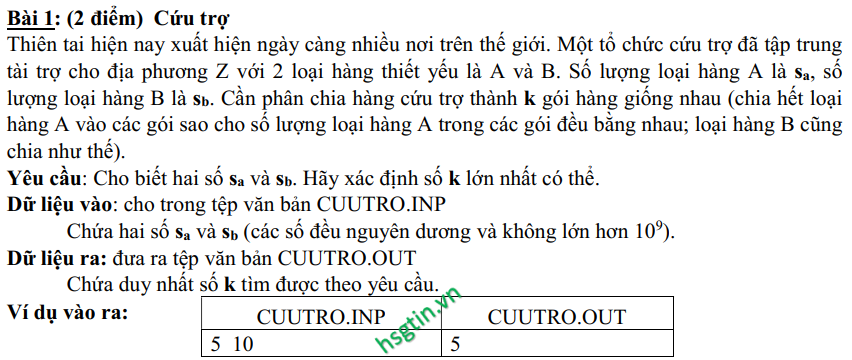 Bài 1: (2 điểm) Cứu trợ
Thiên tai hiện nay xuất hiện ngày càng nhiều nơi trên thế giới. Một tổ chức cứu trợ đã tập trung
tài trợ cho địa phương Z với 2 loại hàng thiết yếu là A và B. Số lượng loại hàng A là sₐ, số
lượng loại hàng B là s_b. Cần phân chia hàng cứu trợ thành k gói hàng giống nhau (chia hết loại
hàng A vào các gói sao cho số lượng loại hàng A trong các gói đều bằng nhau; loại hàng B cũng
chia như thế).
Yêu cầu: Cho biết hai số sₐ và s_b. Hãy xác định số k lớn nhất có thể.
Dữ liệu vào: cho trong tệp văn bản CUUTRO.INP
Chứa hai số sₐ và s_b (các số đều nguyên dương và không lớn hơn 10⁹).
Dữ liệu ra: đưa ra tệp văn bản CUUTRO.OUT
Chứa duy nhất số k tìm được theo yêu cầu.
Ví dụ vào ra:
CUUTRO.INP CUUTRO.OUT
5 10 5
hsgtin.vn